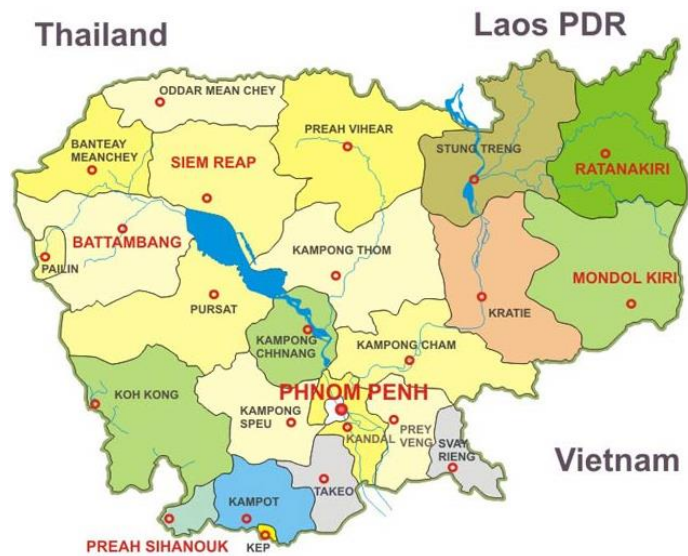 Thailand
Laos PDR
ODDAR MEAN CHEY
PREAH VIHEAR
BANTEAY
MEANCHEY
SIEM REAP
STUNG TRENG
RATANAKIRI
BATTAMBANG
PAILIN
KAMPONG THOM
MONDOL KIRI
PURSAT
KRATIE
KAMPONG
CHHNANG
KAMPONG CHAM
KOH KONG
PHNOM PENH
KAMPONG
SPEU
KANDAL
PREY
VENG
SVAY
RIENG
Vietnam
TAKEO
KAMPOT
PREAH SIHANOUK
KEP